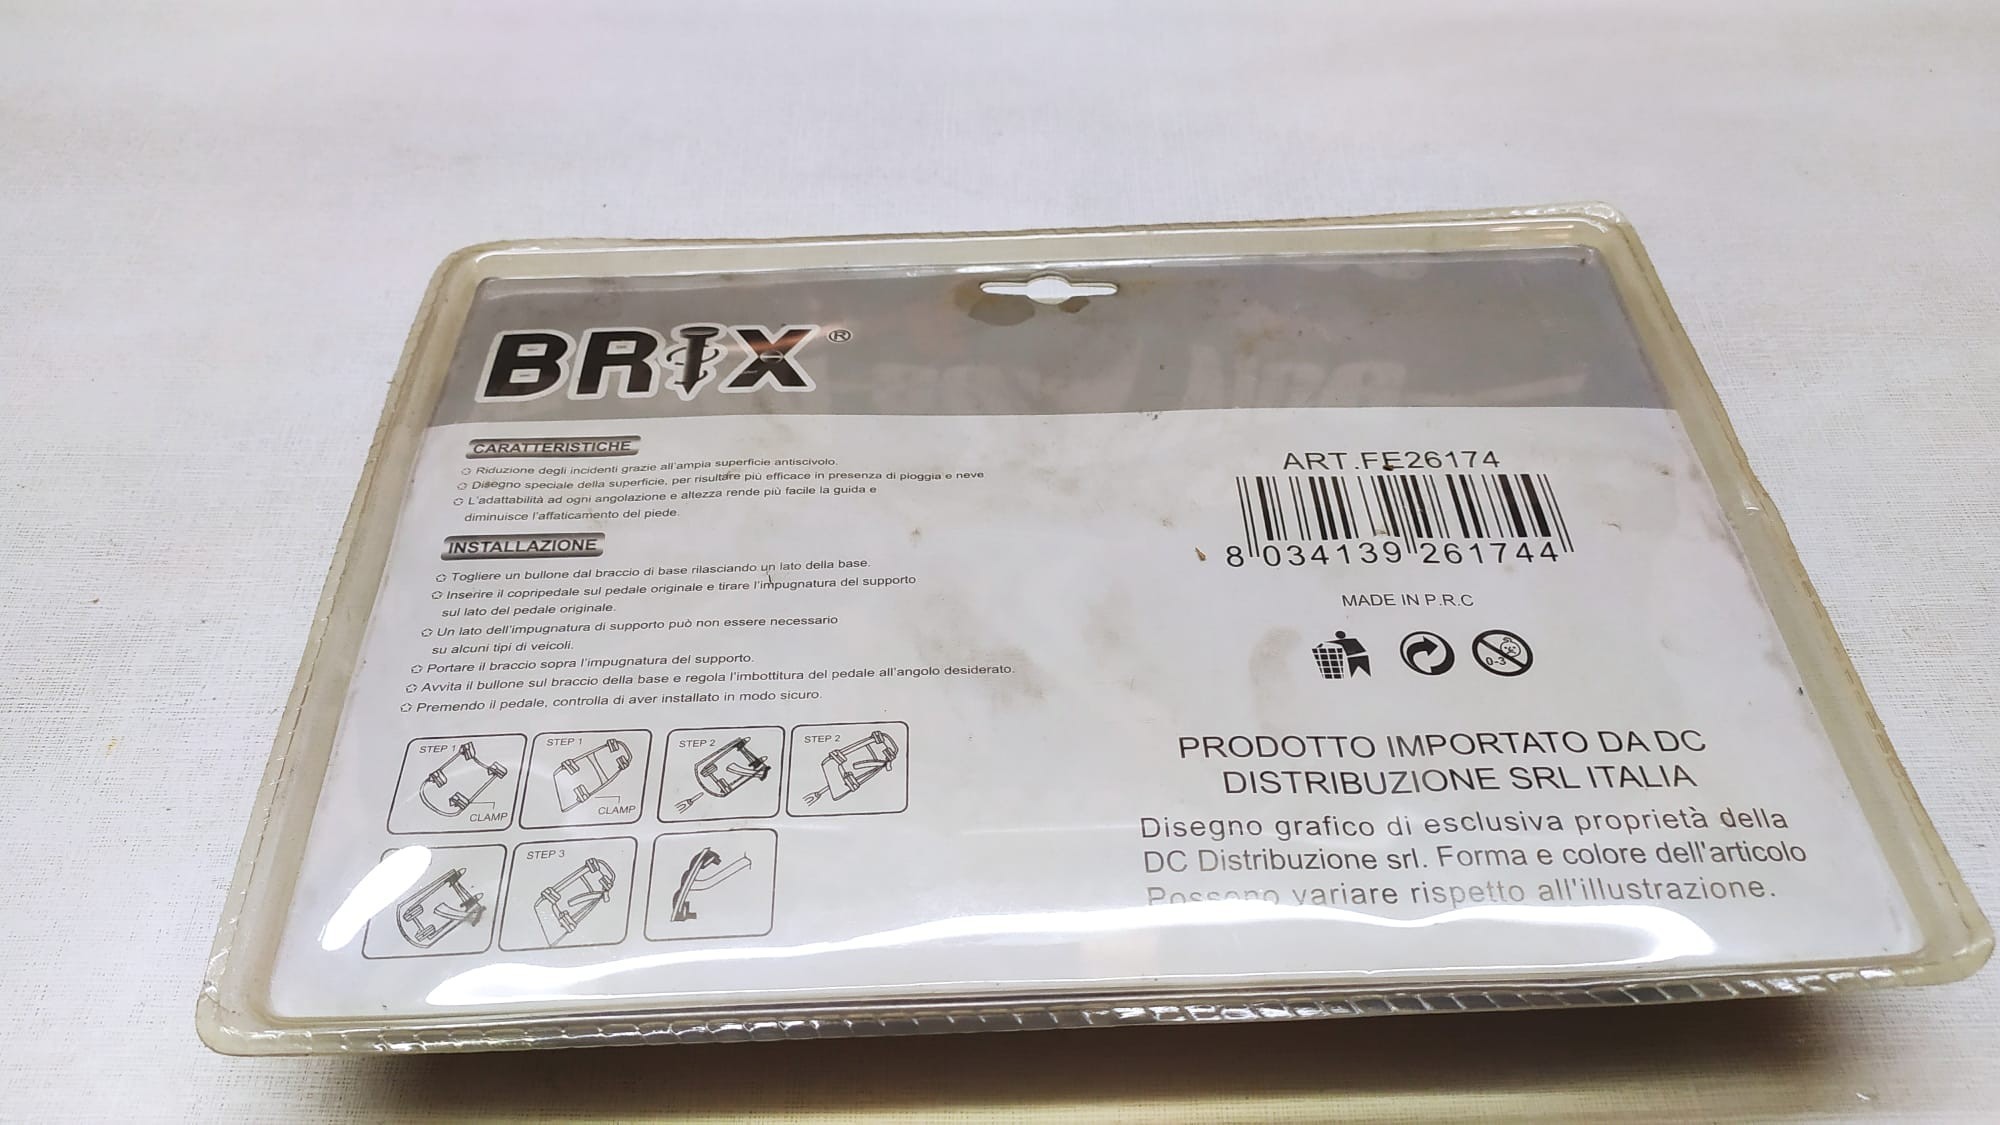 BRIX®
CARATTERISTICHE
Riduzione degli incidenti grazie all'ampia superficie antiscivolo.
Disegno speciale della superficie, per risultare più efficace in presenza di pioggia e neve
L'adattabilità ad ogni angolazione e altezza rende più facile la guida e
diminuisce l'affaticamento del piede.
INSTALLAZIONE
Togliere un bullone dal braccio di base rilasciando un lato della base.
Inserire il copripedale sul pedale originale e tirare l'impugnatura del supporto
sul lato del pedale originale.
Un lato dell'impugnatura di supporto può non essere necessario
su alcuni tipi di veicoli.
Portare il braccio sopra l'impugnatura del supporto.
Avvita il bullone sul braccio della base e regola l'imbottitura del pedale all'angolo desiderato.
Premendo il pedale, controlla di aver installato in modo sicuro.
STEP 1
CLAMP
STEP 1
CLAMP
STEP 2
STEP 2
STEP 3
ART.FE26174
8 034139 261744
MADE IN P.R.C
0-3
PRODOTTO IMPORTATO DA DC
DISTRIBUZIONE SRL ITALIA
Disegno grafico di esclusiva proprietà della
DC Distribuzione srl. Forma e colore dell'articolo
Possono variare rispetto all'illustrazione.